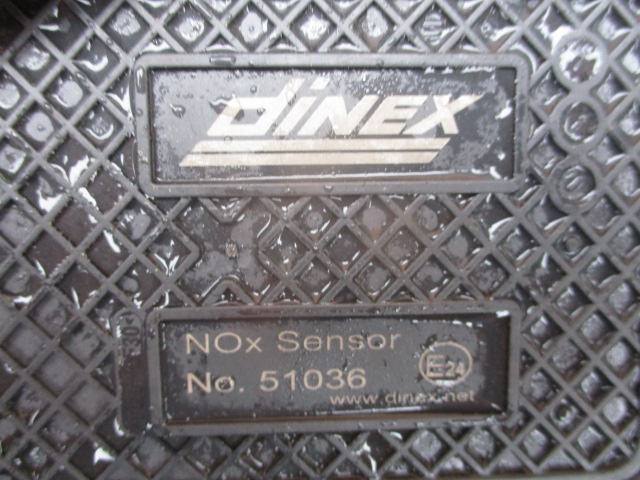 dinex
NOx Sensor
No. 51036 E24
www.dinex.net